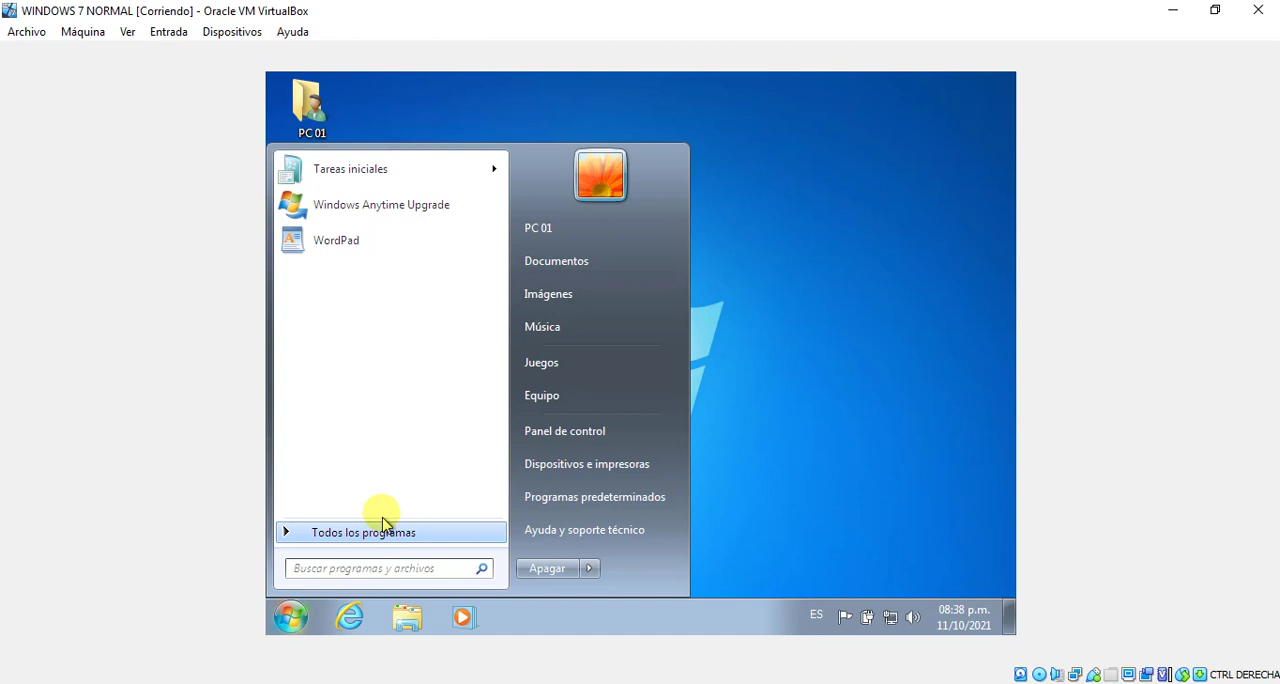 WINDOWS 7 NORMAL [Corriendo] - Oracle VM VirtualBox
Archivo Máquina Ver Entrada Dispositivos Ayuda
PC 01
Tareas iniciales
Windows Anytime Upgrade
WordPad
Todos los programas
Buscar programas y archivos
PC 01
Documentos
Imágenes
Música
Juegos
Equipo
Panel de control
Dispositivos e impresoras
Programas predeterminados
Ayuda y soporte técnico
Apagar
ES
08:38 p.m.
11/10/2021
CTRL DERECHA